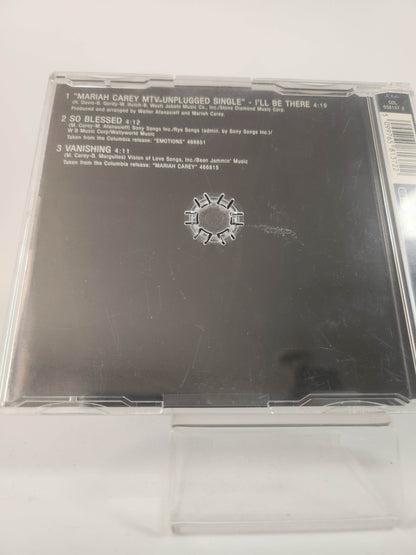 1 "MARIAH CAREY MTV UNPLUGGED SINGLE" - I'LL BE THERE 4:19
(H. Davis-B. Gordy-W. Hutch-B. West) Jobete Music Co., Inc./Stone Diamond Music Corp.
Produced and arranged by Walter Afanasieff and Mariah Carey.
2 SO BLESSED 4:12
(M. Carey-W. Afanasieff) Sony Songs Inc./Rye Songs (admin. by Sony Songs Inc.)/
W B Music Corp/Wallyworld Music
Taken from the Columbia release: "EMOTIONS" 468851
3 VANISHING 4:11
(M. Carey-B. Margulies) Vision of Love Songs, Inc./Been Jammin' Music
Taken from the Columbia release: "MARIAH CAREY" 466815
COL